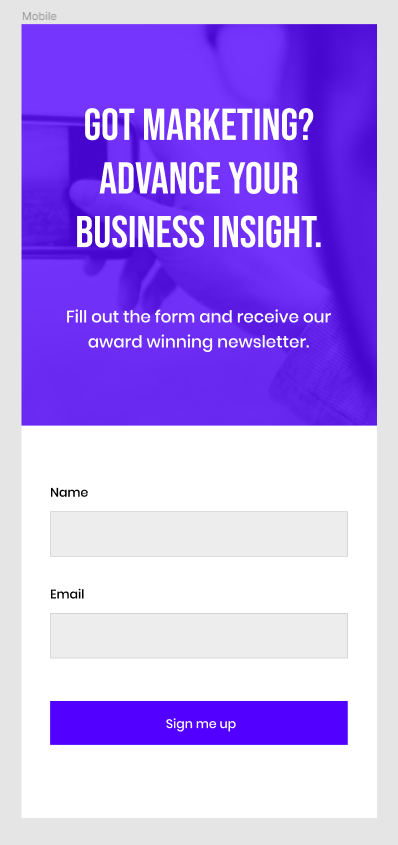 Mobile
GOT MARKETING?
ADVANCE YOUR
BUSINESS INSIGHT.
Fill out the form and receive our
award winning newsletter.
Name
Email
Sign me up